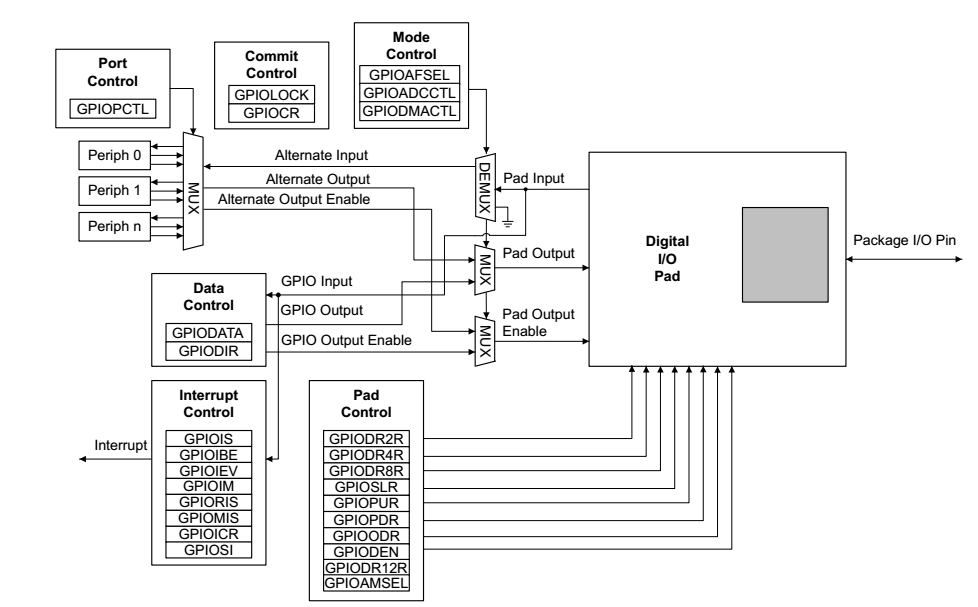 Mode
Control
GPIOAFSEL
GPIOADCCTL
GPIODMACTL
Commit
Control
GPIOLOCK
GPIOCR
Port
Control
GPIOPCTL
Periph 0
Periph 1
Periph n
MUX
Alternate Input
Alternate Output
Alternate Output Enable
DEMUX
Pad Input
MUX
Pad Output
MUX
Pad Output
Enable
Digital
I/O
Pad
Package I/O Pin
Data
Control
GPIODATA
GPIODIR
GPIO Input
GPIO Output
GPIO Output Enable
Interrupt
Control
GPIOIS
GPIOIBE
GPIOIEV
GPIOIM
GPIORIS
GPIOMIS
GPIOICR
GPIOSI
Interrupt
Pad
Control
GPIODR2R
GPIODR4R
GPIODR8R
GPIOSLR
GPIOPUR
GPIOPDR
GPIOODR
GPIODEN
GPIODR12R
GPIOAMSEL